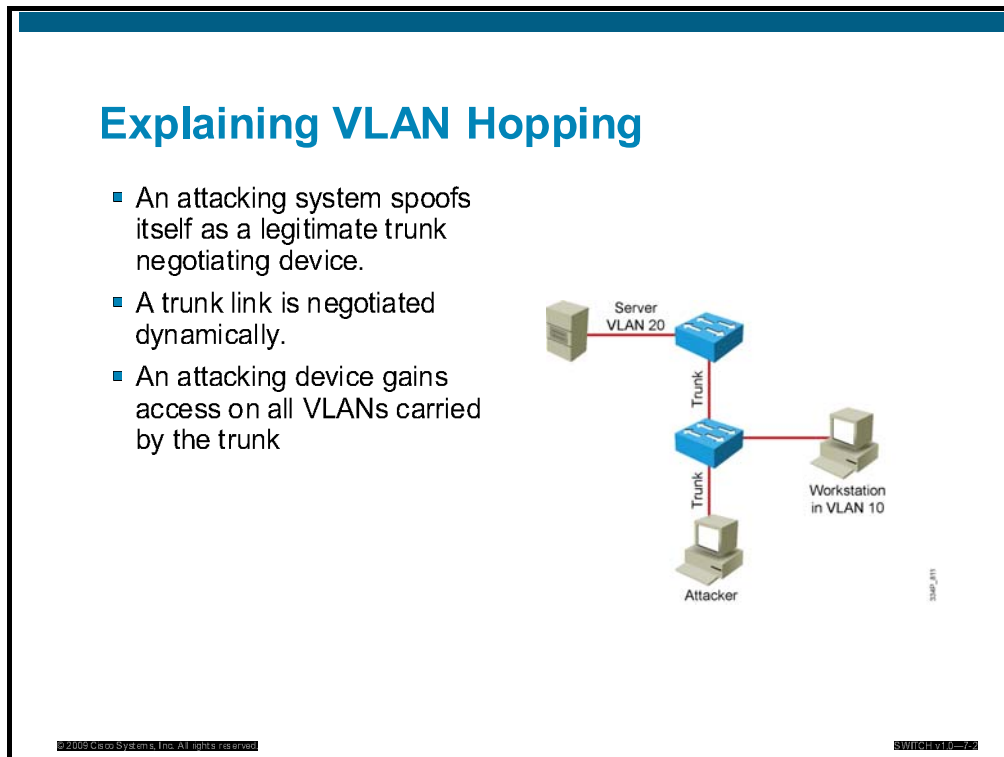 Explaining VLAN Hopping
An attacking system spoofs
itself as a legitimate trunk
negotiating device.
A trunk link is negotiated
dynamically.
An attacking device gains
access on all VLANs carried
by the trunk
Server
VLAN 20
Trunk
Trunk
Workstation
in VLAN 10
Attacker
334P_811
© 2009 Cisco Systems, Inc. All rights reserved.
SWITCH v1.0—7-2